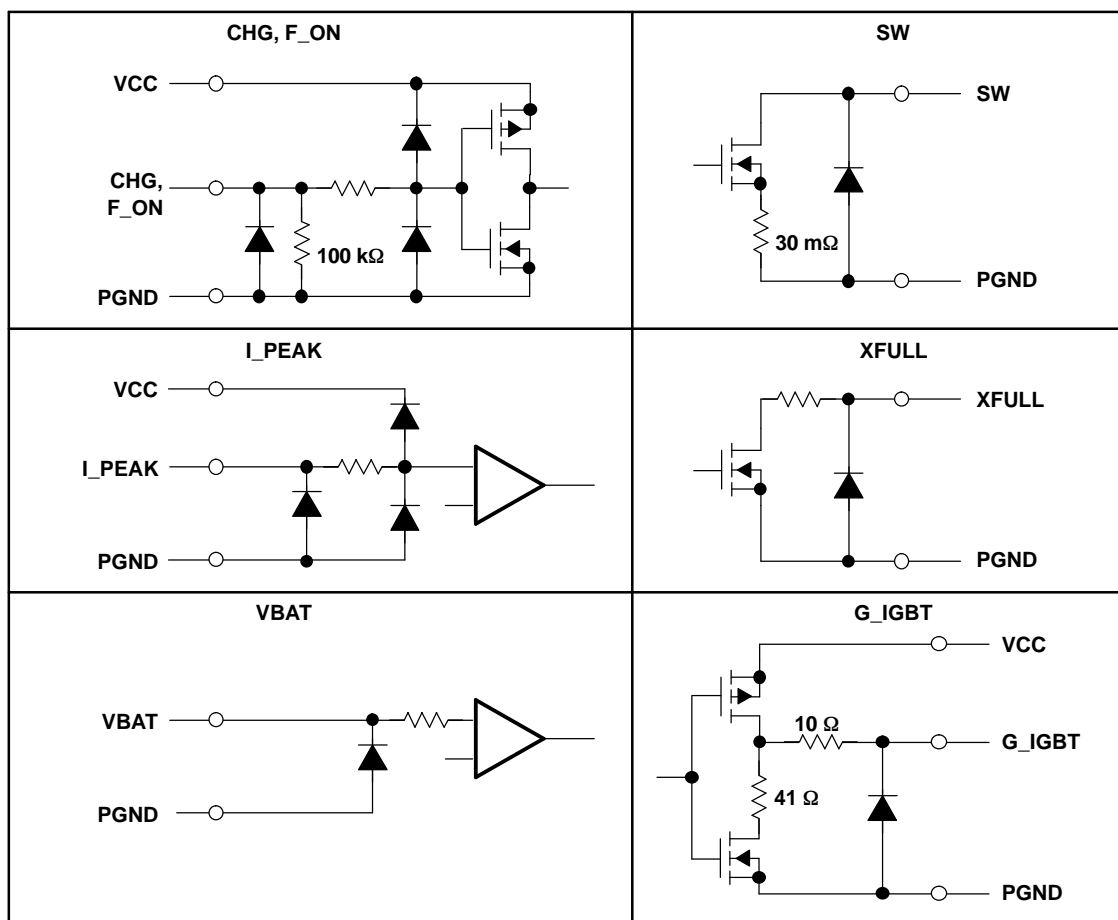 CHG, F_ON
VCC
CHG,
F_ON
100 kΩ
PGND
SW
SW
30 mΩ
PGND
I_PEAK
VCC
I_PEAK
PGND
XFULL
XFULL
PGND
VBAT
VBAT
PGND
G_IGBT
VCC
10 Ω
G_IGBT
41 Ω
PGND